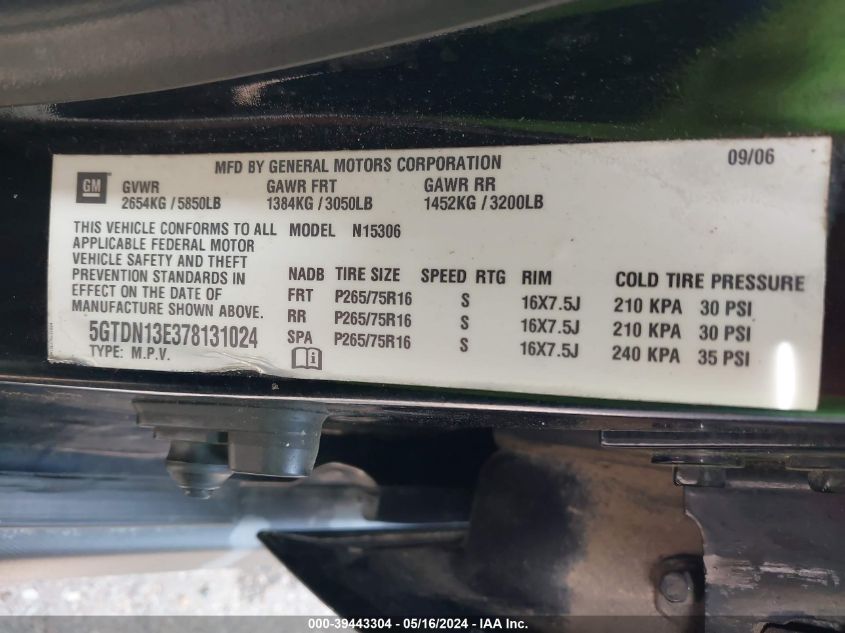 MFD BY GENERAL MOTORS CORPORATION 09/06
GM
GVWR GAWR FRT GAWR RR
2654KG / 5850LB 1384KG / 3050LB 1452KG / 3200LB
THIS VEHICLE CONFORMS TO ALL
APPLICABLE FEDERAL MOTOR
VEHICLE SAFETY AND THEFT
PREVENTION STANDARDS IN
EFFECT ON THE DATE OF
MANUFACTURE SHOWN ABOVE.
5GTDN13E378131024
TYPE: M.P.V.
MODEL N15306
NADB TIRE SIZE SPEED RTG RIM COLD TIRE PRESSURE
FRT P265/75R16 S 16X7.5J 210 KPA 30 PSI
RR P265/75R16 S 16X7.5J 210 KPA 30 PSI
SPA P265/75R16 S 16X7.5J 240 KPA 35 PSI
000-39443304 / 05/16/2024 - IAA Inc.